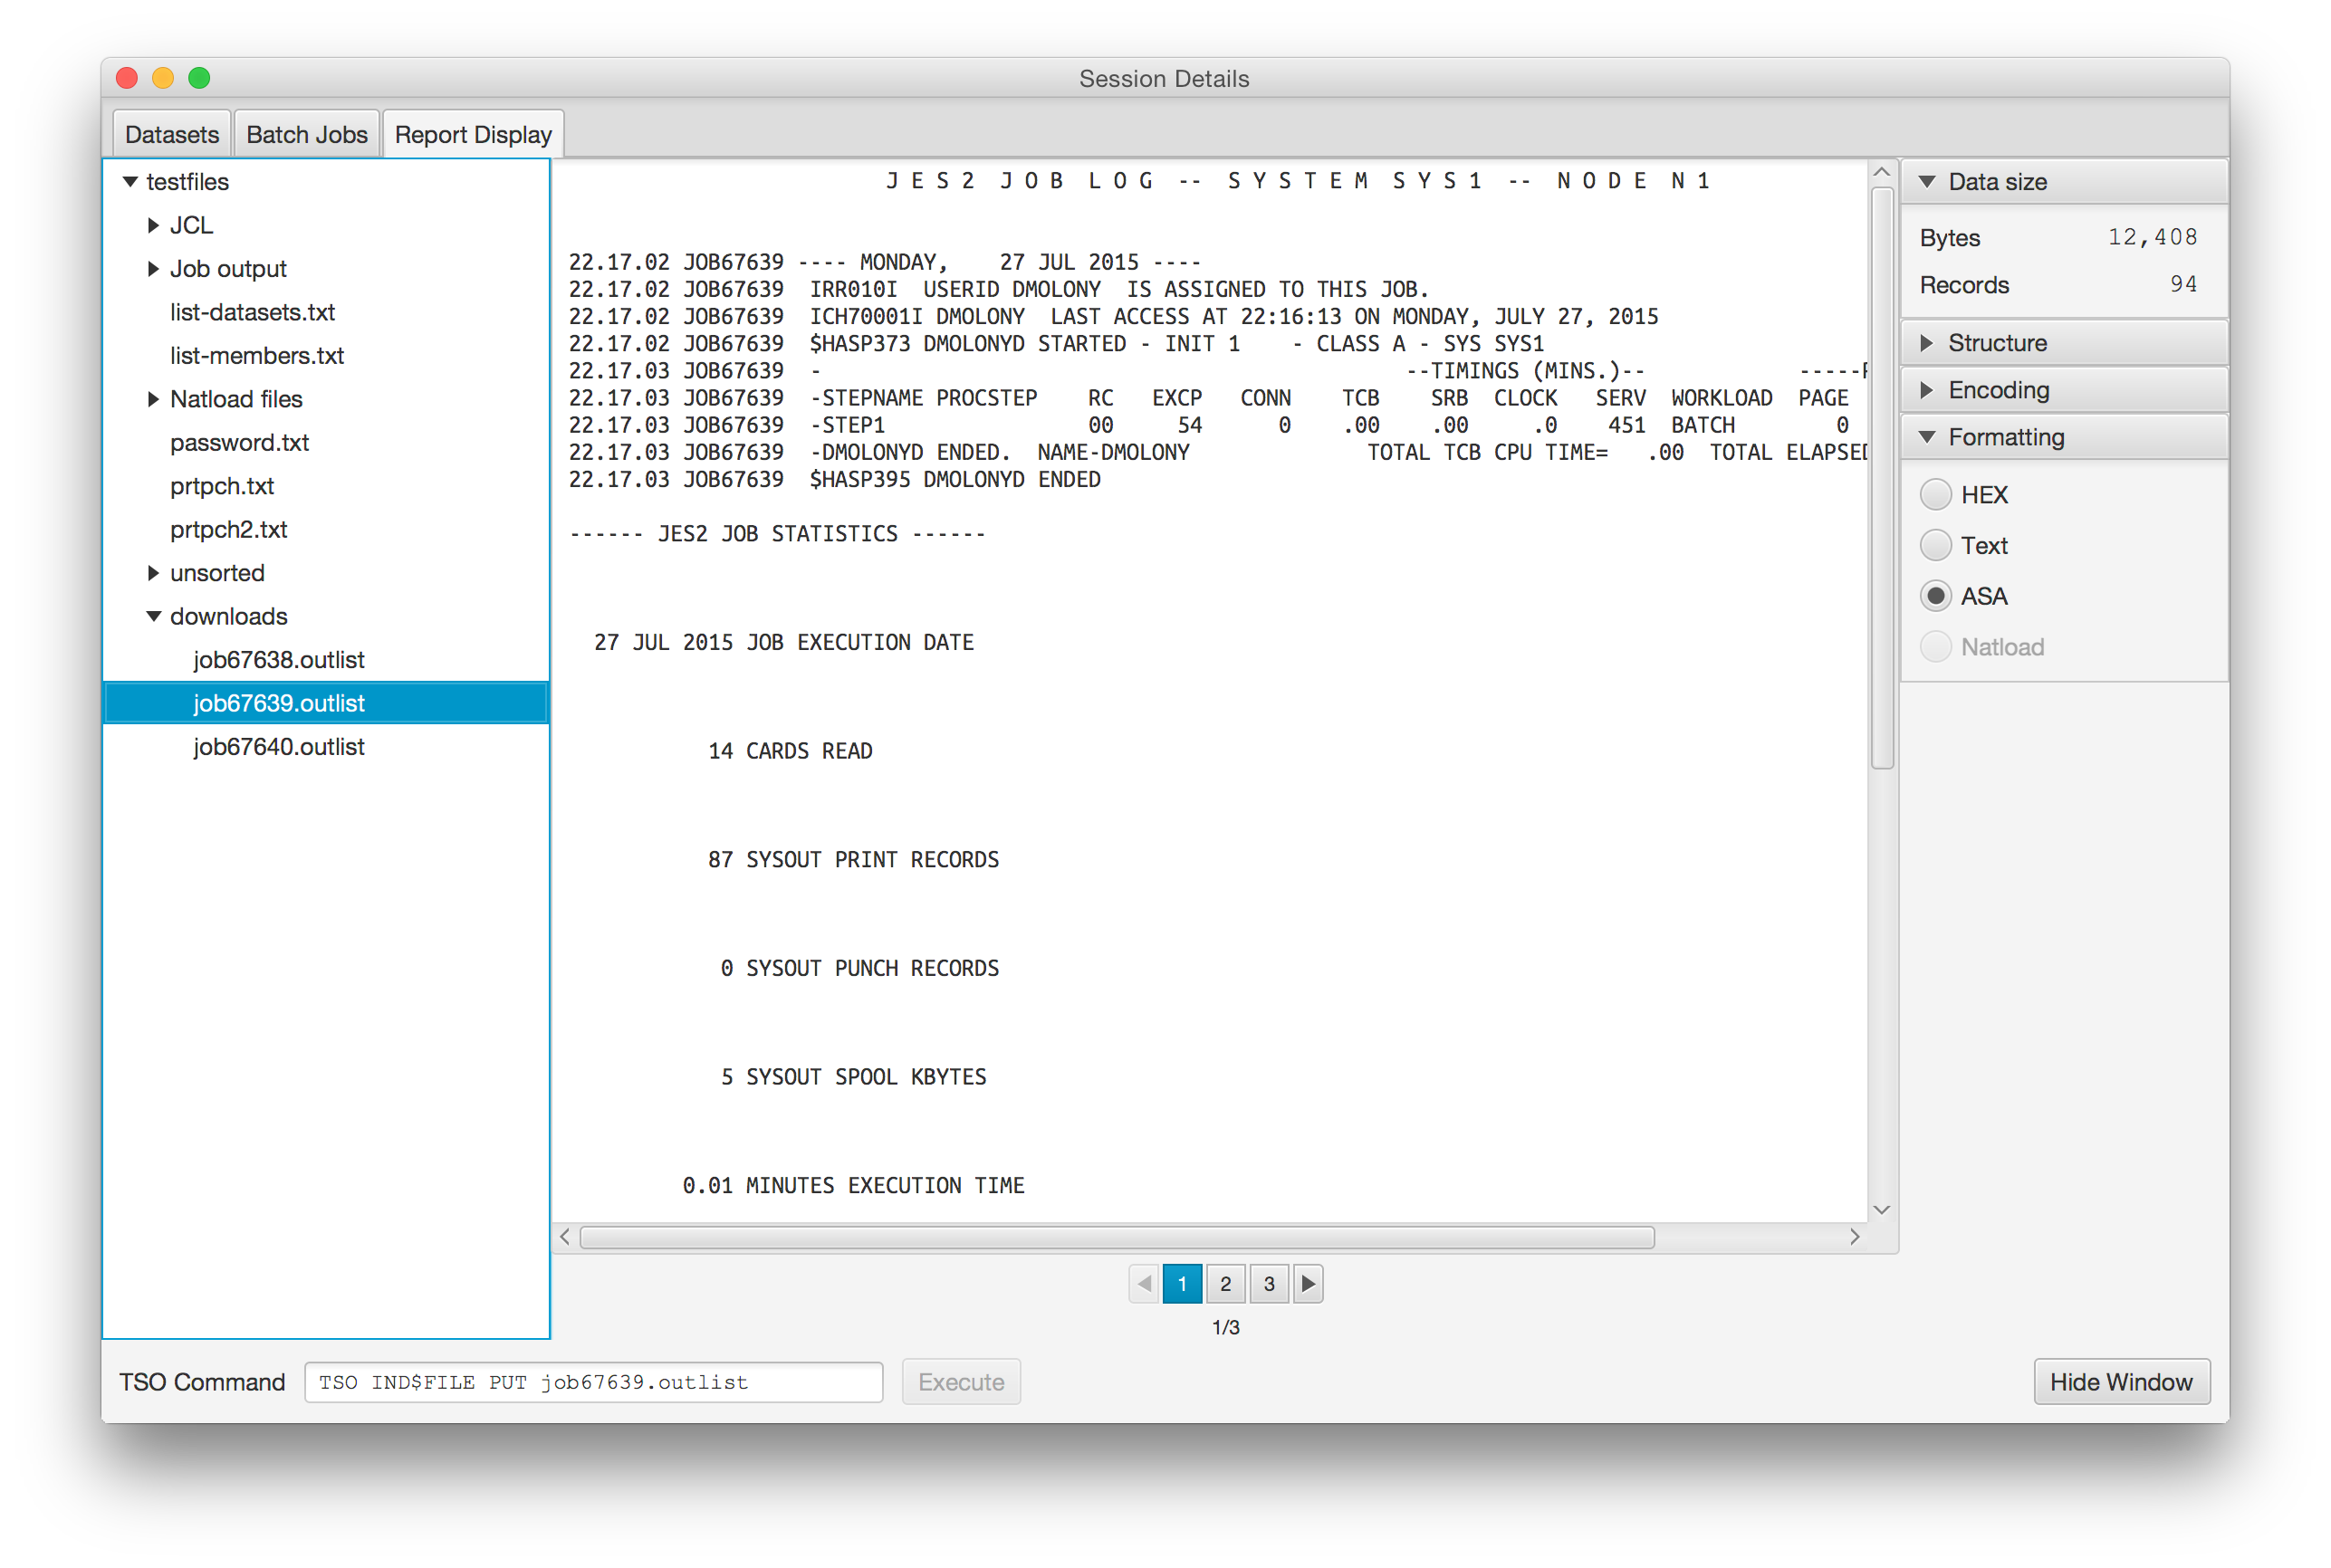 Session Details
Datasets Batch Jobs Report Display
testfiles
JCL
Job output
list-datasets.txt
list-members.txt
Natload files
password.txt
prtpch.txt
prtpch2.txt
unsorted
downloads
job67638.outlist
job67639.outlist
job67640.outlist
J E S 2  J O B  L O G  --  S Y S T E M  S Y S 1  --  N O D E  N 1
22.17.02 JOB67639 ---- MONDAY,    27 JUL 2015 ----
22.17.02 JOB67639  IRR010I  USERID DMOLONY  IS ASSIGNED TO THIS JOB.
22.17.02 JOB67639  ICH70001I DMOLONY  LAST ACCESS AT 22:16:13 ON MONDAY, JULY 27, 2015
22.17.02 JOB67639  $HASP373 DMOLONYD STARTED - INIT 1    - CLASS A - SYS SYS1
22.17.03 JOB67639  -                                              --TIMINGS (MINS.)--            -----
22.17.03 JOB67639  -STEPNAME PROCSTEP    RC   EXCP   CONN    TCB    SRB  CLOCK   SERV  WORKLOAD  PAGE
22.17.03 JOB67639  -STEP1                00     54      0    .00    .00     .0    451  BATCH        0
22.17.03 JOB67639  -DMOLONYD ENDED.  NAME-DMOLONY              TOTAL TCB CPU TIME=   .00  TOTAL ELAPSED
22.17.03 JOB67639  $HASP395 DMOLONYD ENDED
------ JES2 JOB STATISTICS ------
27 JUL 2015 JOB EXECUTION DATE
14 CARDS READ
87 SYSOUT PRINT RECORDS
0 SYSOUT PUNCH RECORDS
5 SYSOUT SPOOL KBYTES
0.01 MINUTES EXECUTION TIME
1 2 3
1/3
Data size
Bytes 12,408
Records 94
Structure
Encoding
Formatting
HEX
Text
ASA
Natload
TSO Command TSO IND$FILE PUT job67639.outlist Execute Hide Window